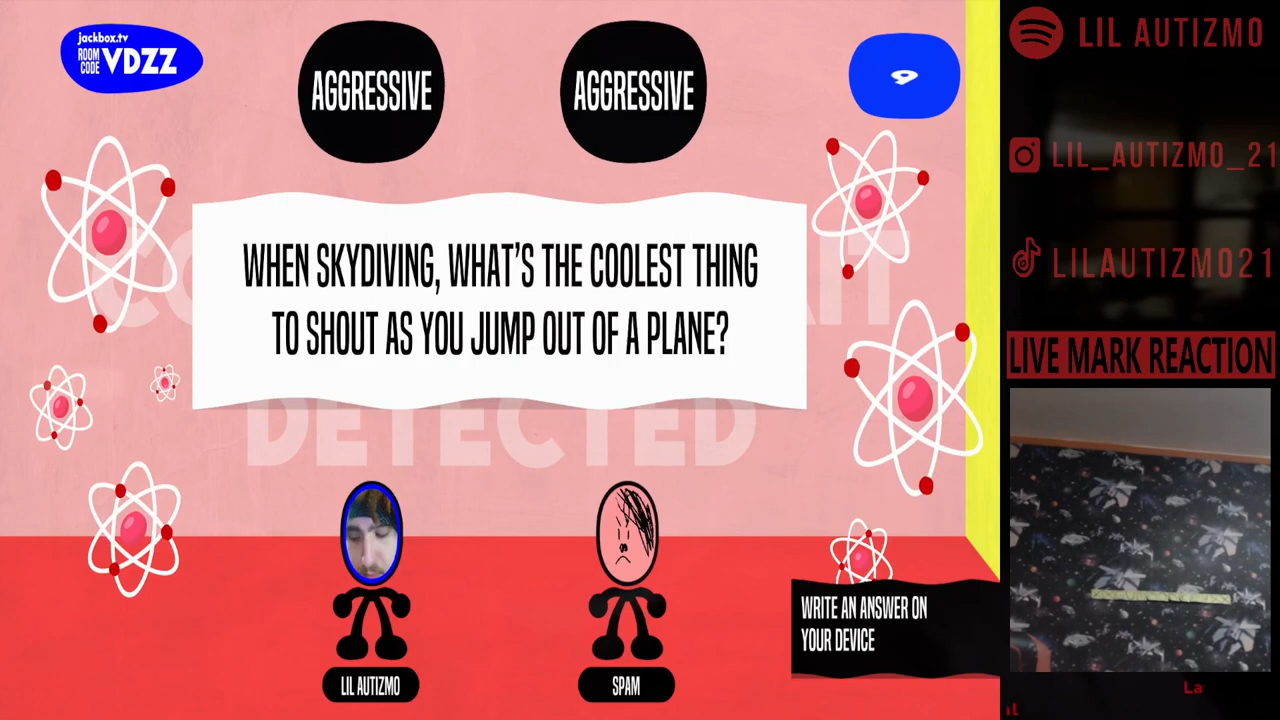 jackbox.tv
ROOM CODE VDZZ
AGGRESSIVE
AGGRESSIVE
9
WHEN SKYDIVING, WHAT'S THE COOLEST THING
TO SHOUT AS YOU JUMP OUT OF A PLANE?
DETECTED
LIL AUTIZMO
SPAM
WRITE AN ANSWER ON
YOUR DEVICE
LIL AUTIZMO
LIL_AUTIZMO_21
LILAUTIZMO21
LIVE MARK REACTION